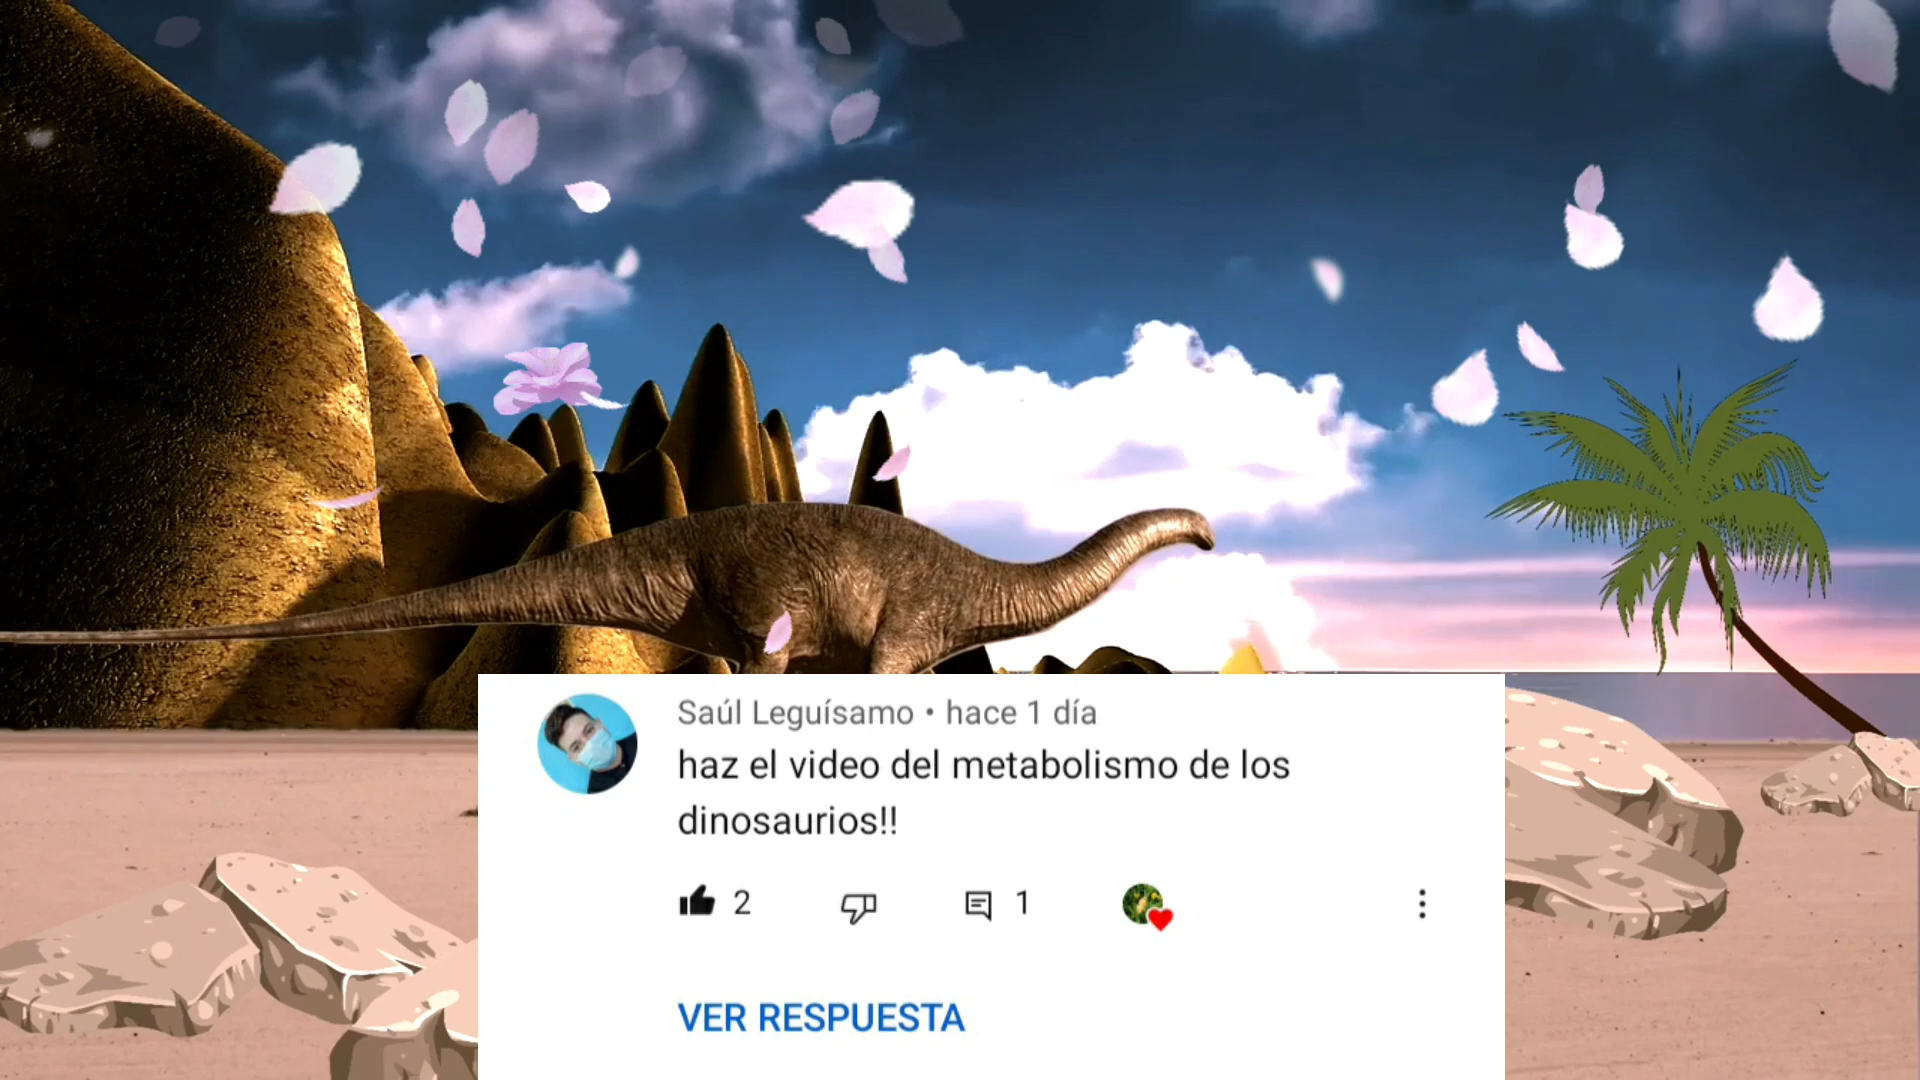 Saúl Leguísamo • hace 1 día
haz el video del metabolismo de los
dinosaurios!!
2 1
VER RESPUESTA